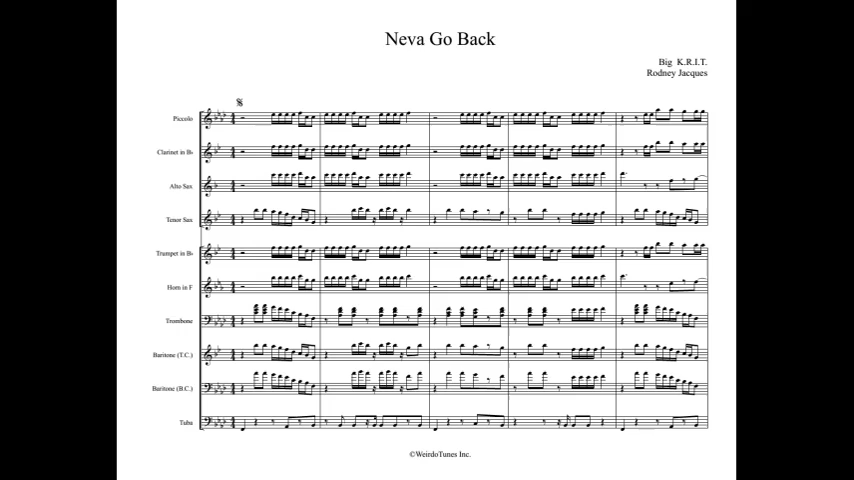 Neva Go Back
Big K.R.I.T.
Rodney Jacques
Piccolo
Clarinet in B♭
Alto Sax
Tenor Sax
Trumpet in B♭
Horn in F
Trombone
Baritone (T.C.)
Baritone (B.C.)
Tuba
©WeirdoTunes Inc.